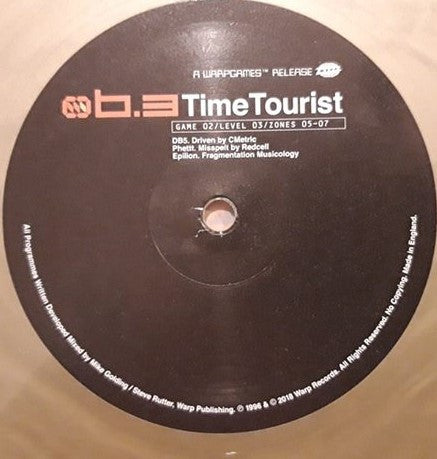 A WARPGAMES™ RELEASE
b.3 TimeTourist
GAME 02/LEVEL 03/ZONES 05-07
DB5. Driven by CMetric
Phettt. Misspelt by Redcell
Epilion. Fragmentation Musicology
All Programmes Written Developed Mixed by Mike Golding / Steve Rutter, Warp Publishing. ℗ 1996 & © 2018 Warp Records. All Rights Reserved. No Copying. Made in England.